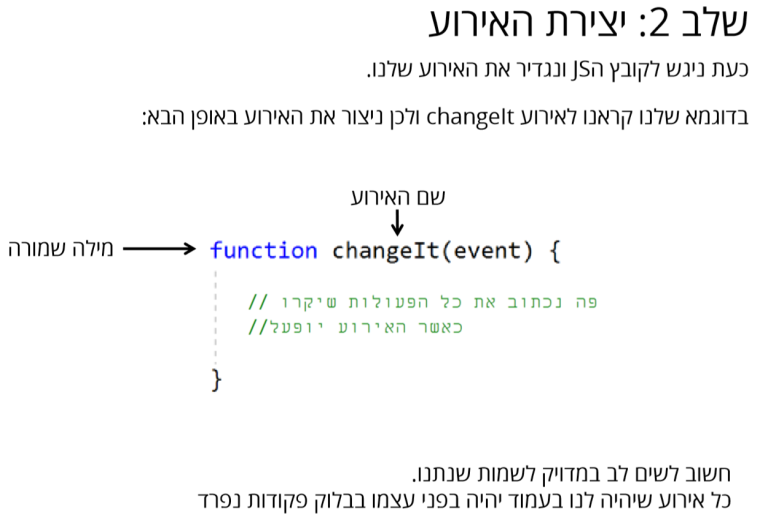 שלב 2: יצירת האירוע
כעת ניגש לקובץ הJS ונגדיר את האירוע שלנו.
בדוגמא שלנו קראנו לאירוע changeIt ולכן ניצור את האירוע באופן הבא:
שם האירוע
מילה שמורה
function changeIt(event) {
// פה נכתוב את כל הפעולות שיקרו
//כאשר האירוע יופעל
}
חשוב לשים לב במדויק לשמות שנתנו.
כל אירוע שיהיה לנו בעמוד יהיה בפני עצמו בבלוק פקודות נפרד